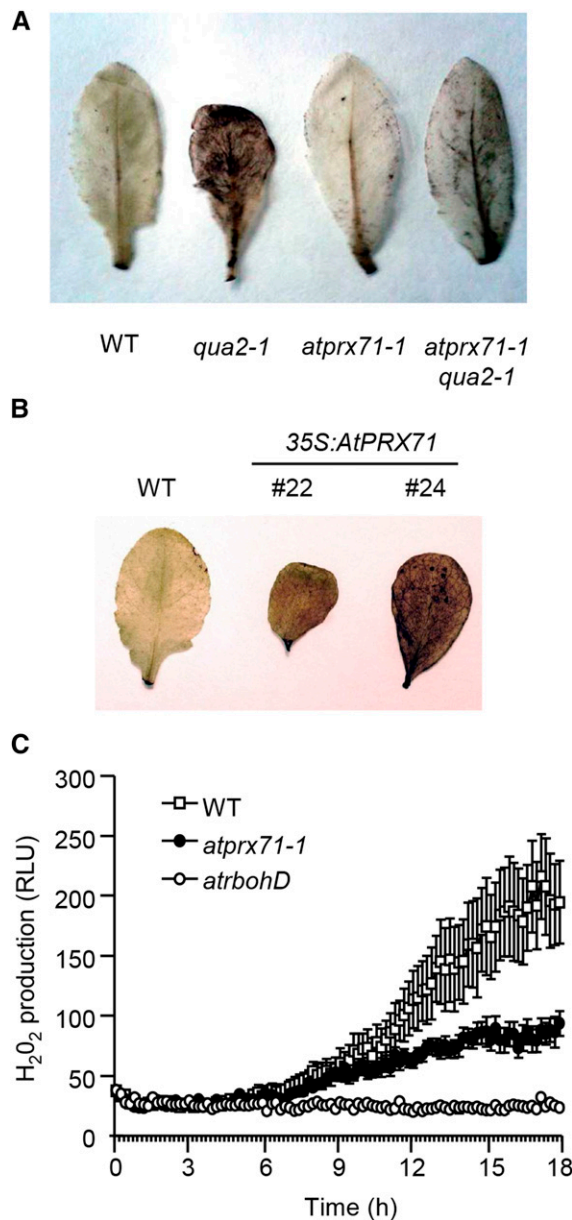 A
WT qua2-1 atprx71-1 atprx71-1
qua2-1
B
35S:AtPRX71
WT #22 #24
C
300
250
200
150
100
50
0
H₂0₂ production (RLU)
WT
atprx71-1
atrbohD
0 3 6 9 12 15 18
Time (h)